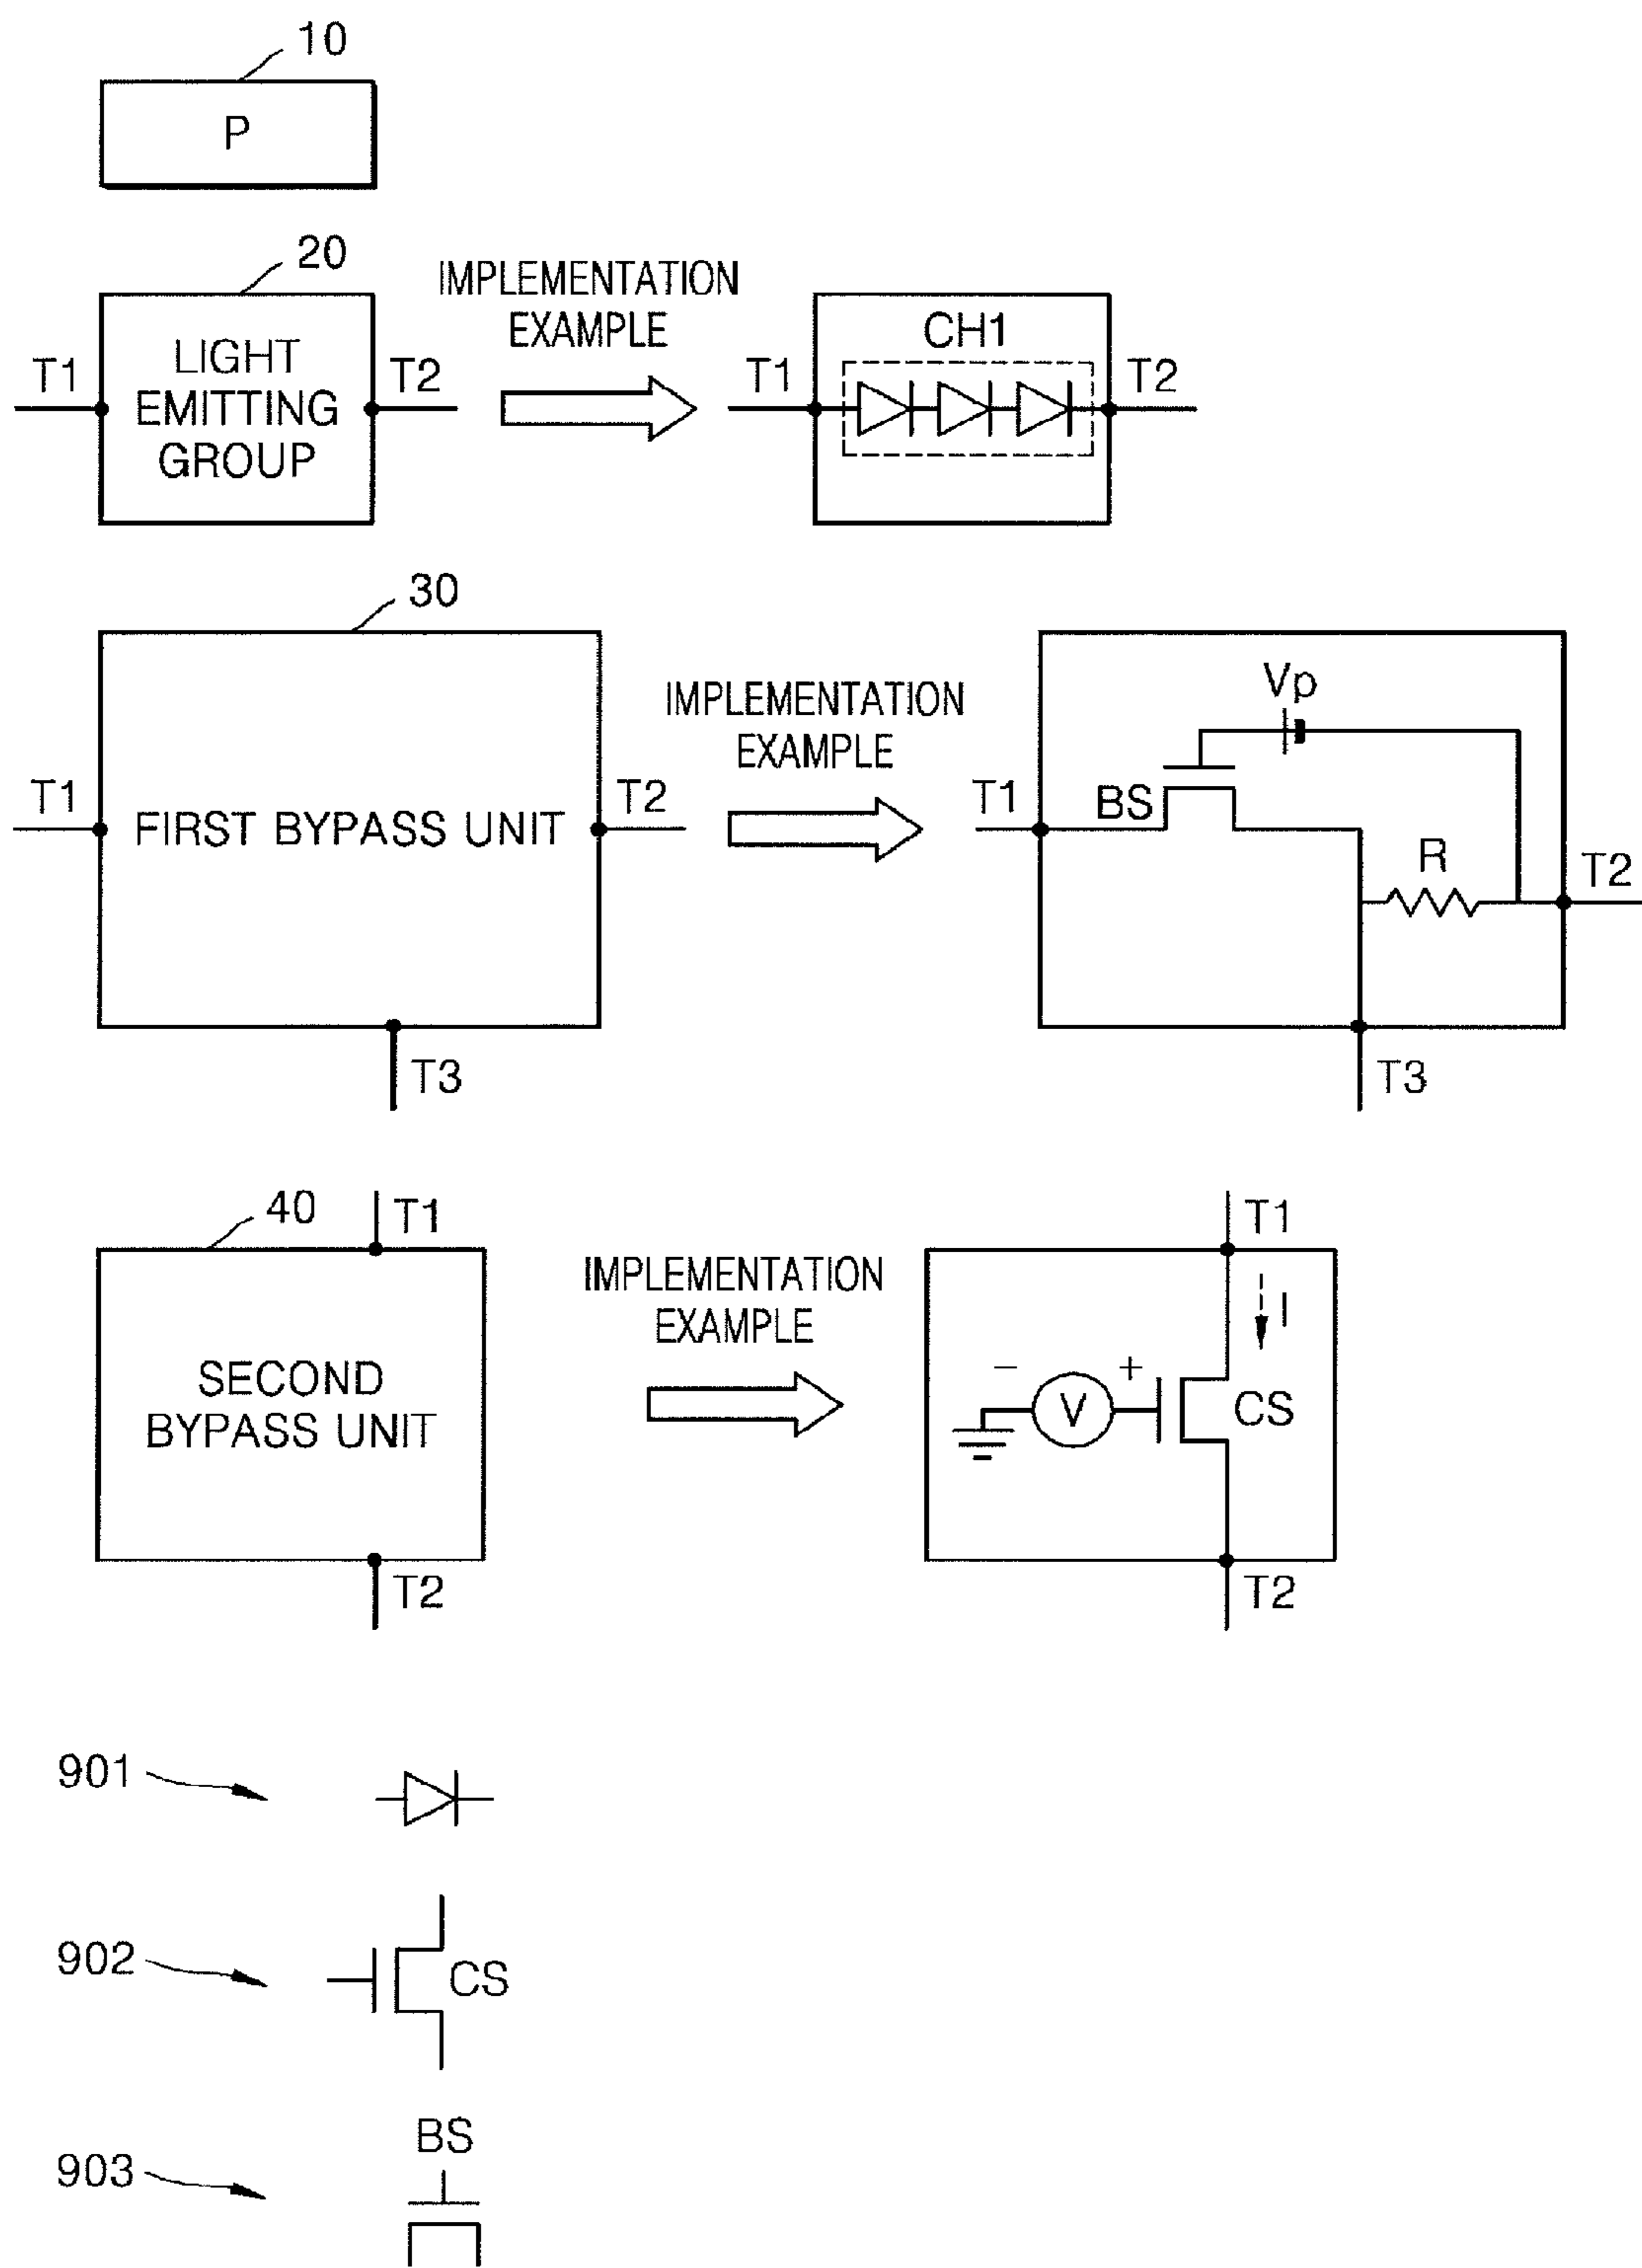 10
P
20
IMPLEMENTATION
EXAMPLE
T1
LIGHT
EMITTING
GROUP
T2
T1
CH1
T2
30
IMPLEMENTATION
EXAMPLE
T1
FIRST BYPASS UNIT
T2
T3
Vp
T1
BS
R
T2
T3
40
T1
SECOND
BYPASS UNIT
T2
IMPLEMENTATION
EXAMPLE
T1
I
−
+
V
CS
T2
901
902
CS
BS
903